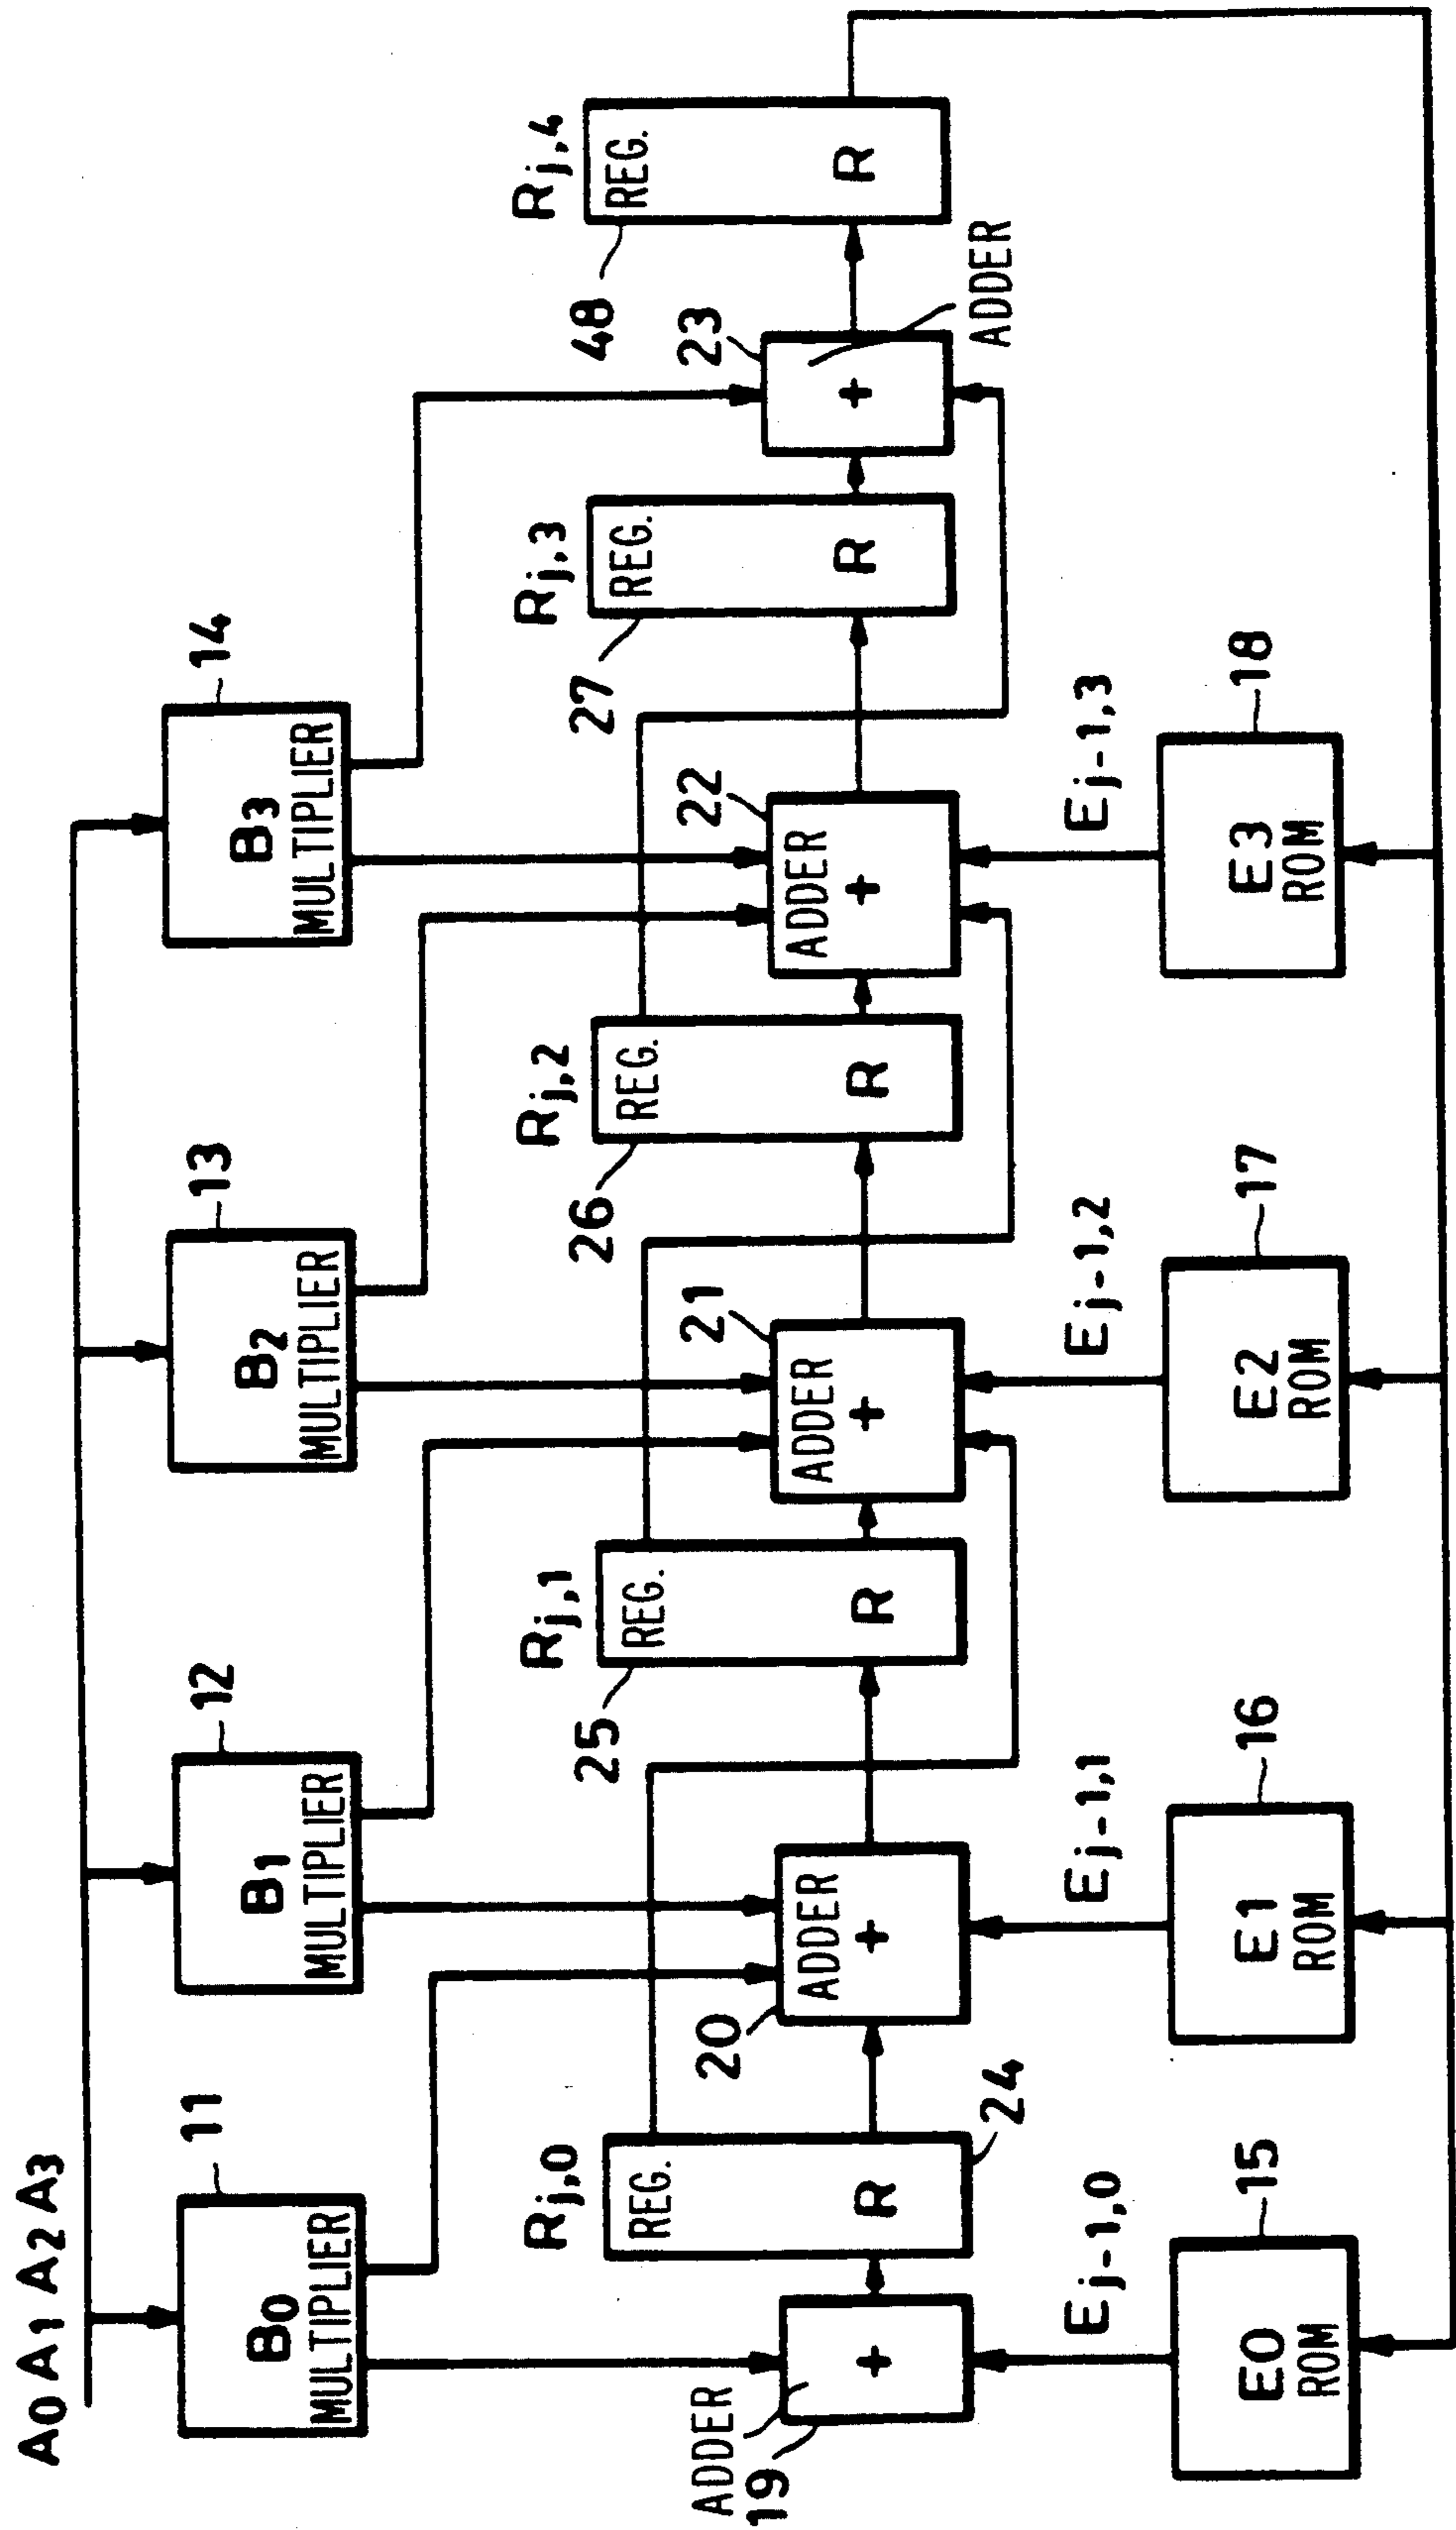 A0 A1 A2 A3
11
12
13
14
B0
MULTIPLIER
B1
MULTIPLIER
B2
MULTIPLIER
B3
MULTIPLIER
Rj,0
Rj,1
Rj,2
Rj,3
Rj,4
REG.
R
REG.
R
REG.
R
REG.
R
REG.
R
24
25
26
27
48
ADDER
19
+
20
ADDER
+
21
ADDER
+
22
ADDER
+
23
+
ADDER
Ej-1,0
Ej-1,1
Ej-1,2
Ej-1,3
15
16
17
18
E0
ROM
E1
ROM
E2
ROM
E3
ROM